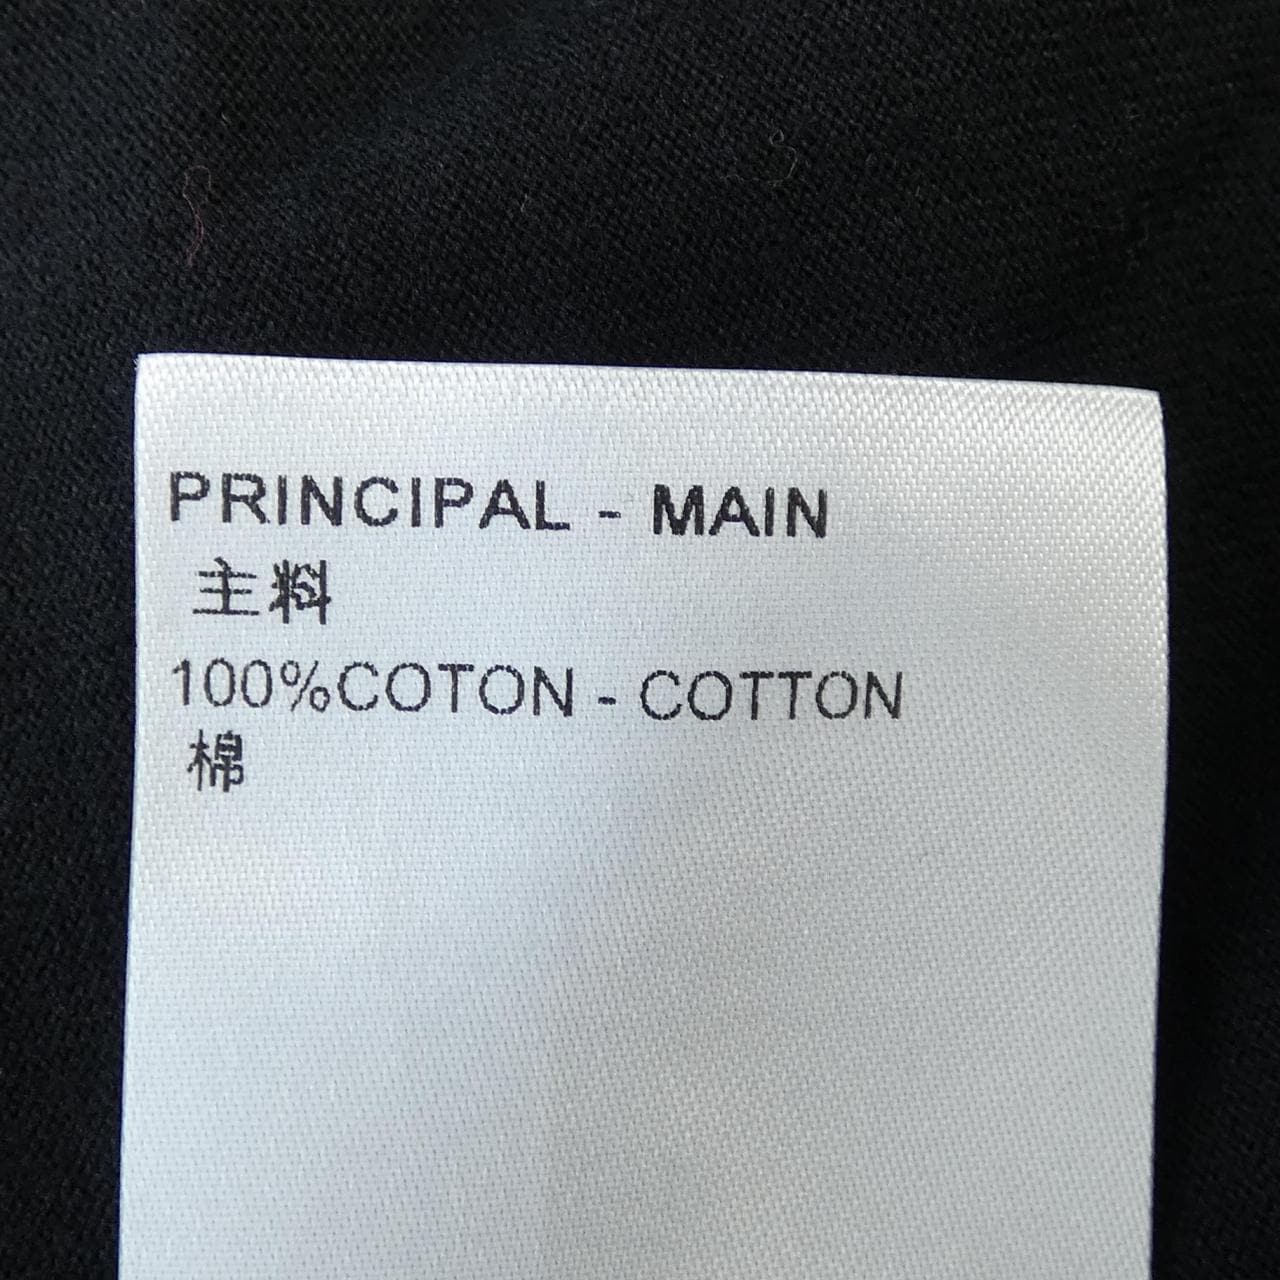 PRINCIPAL - MAIN
主料
100%COTON - COTTON
棉